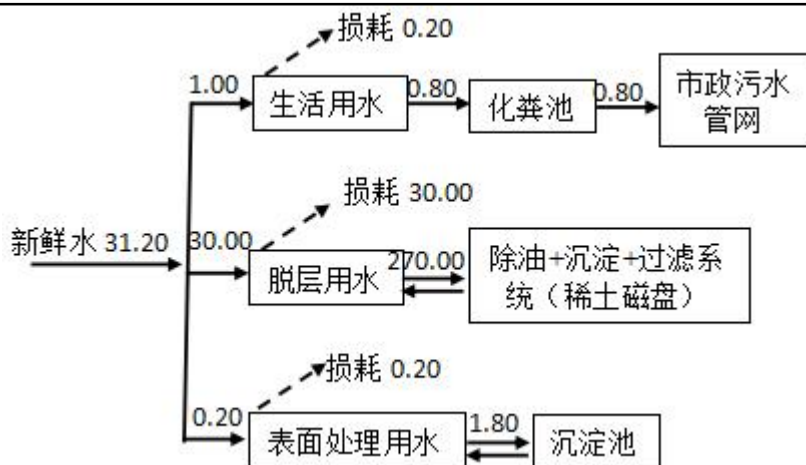 损耗 0.20
1.00
生活用水
0.80
化粪池
0.80
市政污水
管网
损耗 30.00
新鲜水 31.20
30.00
脱层用水
270.00
除油+沉淀+过滤系
统（稀土磁盘）
损耗 0.20
0.20
表面处理用水
1.80
沉淀池